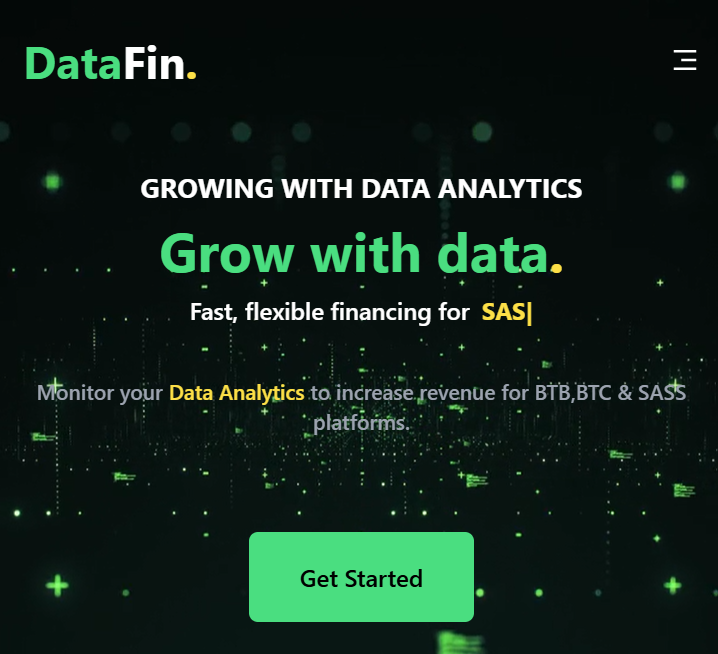 DataFin.
GROWING WITH DATA ANALYTICS
Grow with data.
Fast, flexible financing for SAS|
Monitor your Data Analytics to increase revenue for BTB,BTC & SASS
platforms.
Get Started